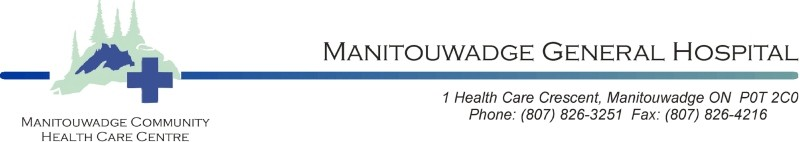 MANITOUWADGE GENERAL HOSPITAL
1 Health Care Crescent, Manitouwadge ON  P0T 2C0
Phone: (807) 826-3251  Fax: (807) 826-4216
MANITOUWADGE COMMUNITY
HEALTH CARE CENTRE